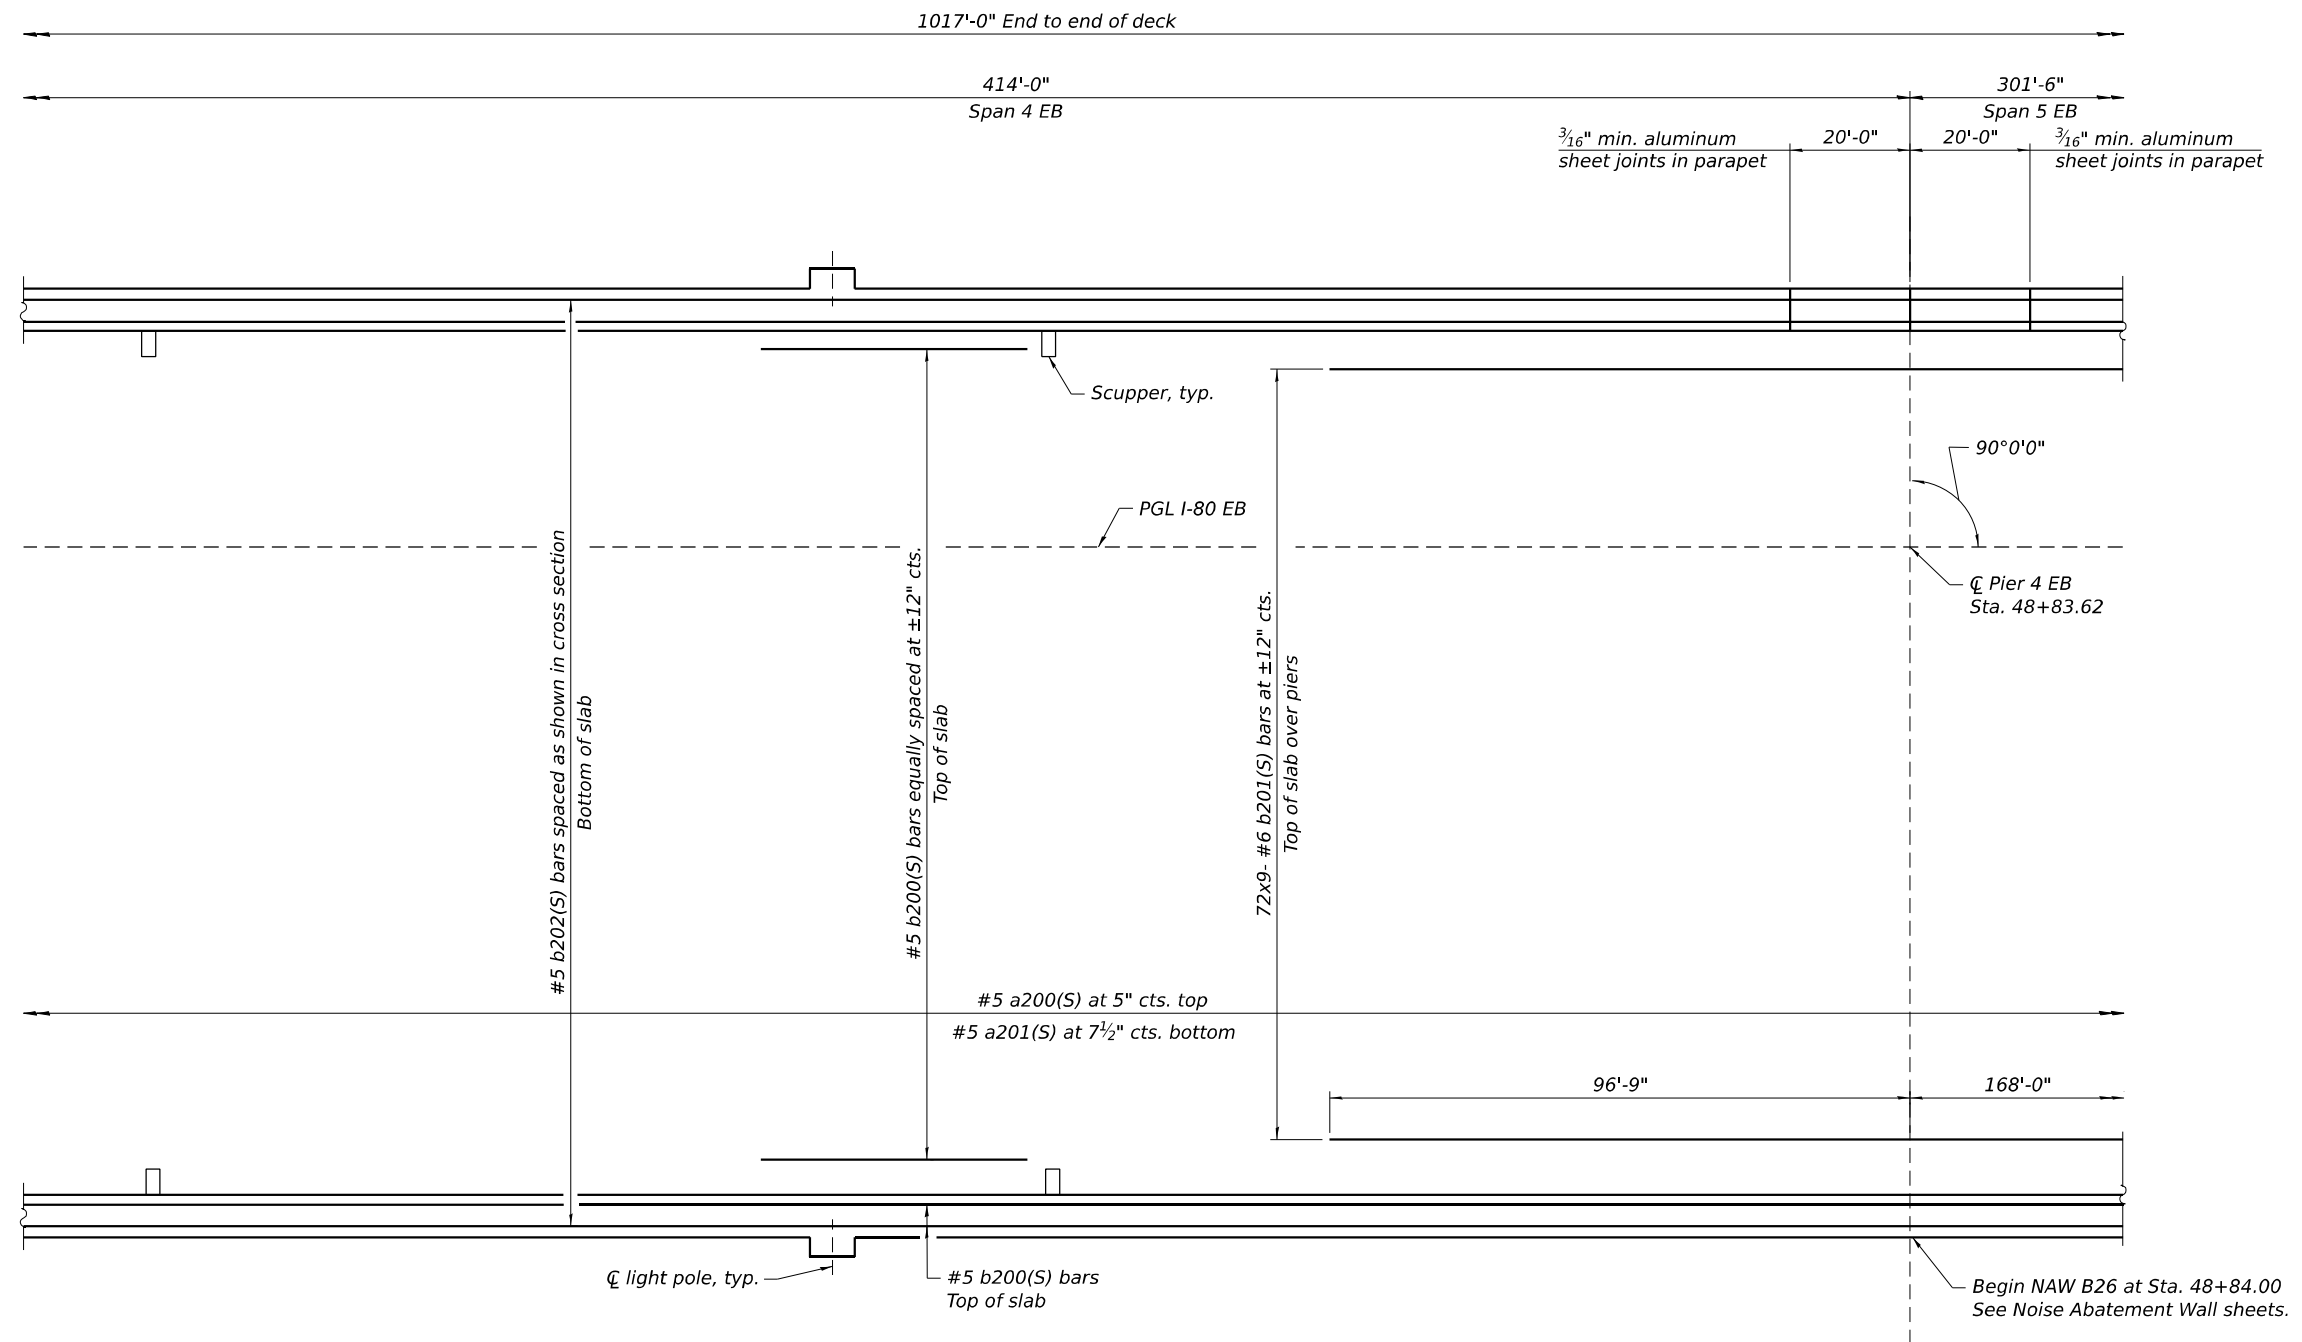 1017'-0" End to end of deck
414'-0"
Span 4 EB
301'-6"
Span 5 EB
3/16" min. aluminum
sheet joints in parapet
20'-0"
20'-0"
3/16" min. aluminum
sheet joints in parapet
Scupper, typ.
90°0'0"
PGL I-80 EB
℄ Pier 4 EB
Sta. 48+83.62
#5 b202(S) bars spaced as shown in cross section
Bottom of slab
#5 b200(S) bars equally spaced at ±12" cts.
Top of slab
72x9- #6 b201(S) bars at ±12" cts.
Top of slab over piers
#5 a200(S) at 5" cts. top
#5 a201(S) at 7½" cts. bottom
96'-9"
168'-0"
℄ light pole, typ.
#5 b200(S) bars
Top of slab
Begin NAW B26 at Sta. 48+84.00
See Noise Abatement Wall sheets.